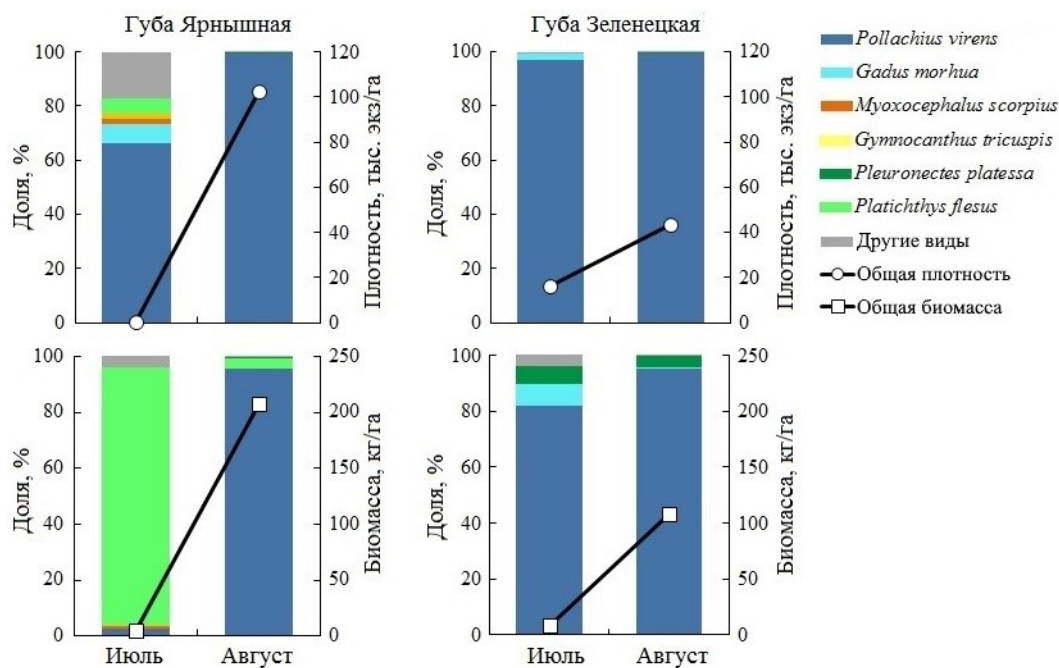 Губа Ярнышная
Губа Зеленецкая
Доля, %
100
80
60
40
20
0
120
100
80
60
40
20
0
Плотность, тыс. экз/га
Доля, %
100
80
60
40
20
0
120
100
80
60
40
20
0
Плотность, тыс. экз/га
Pollachius virens
Gadus morhua
Myoxocephalus scorpius
Gymnocanthus tricuspis
Pleuronectes platessa
Platichthys flesus
Другие виды
Общая плотность
Общая биомасса
Доля, %
100
80
60
40
20
0
250
200
150
100
50
0
Биомасса, кг/га
Июль
Август
Доля, %
100
80
60
40
20
0
250
200
150
100
50
0
Биомасса, кг/га
Июль
Август